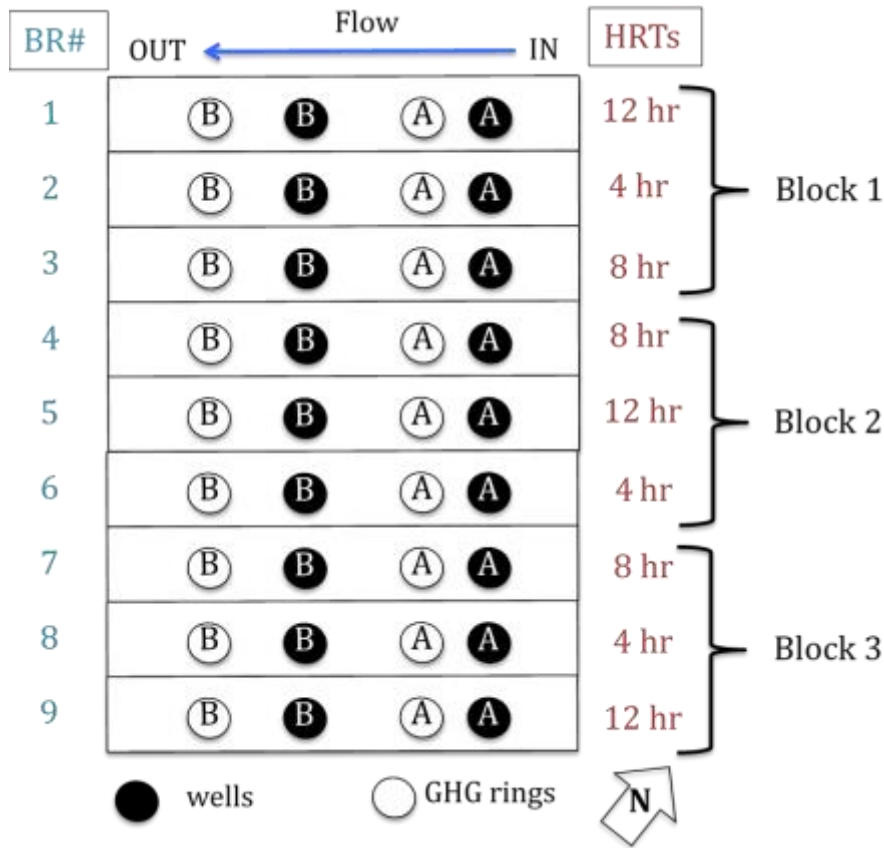 BR# Flow HRTs
OUT IN
1 B B A A 12 hr
2 B B A A 4 hr Block 1
3 B B A A 8 hr
4 B B A A 8 hr
5 B B A A 12 hr Block 2
6 B B A A 4 hr
7 B B A A 8 hr
8 B B A A 4 hr Block 3
9 B B A A 12 hr
wells GHG rings N